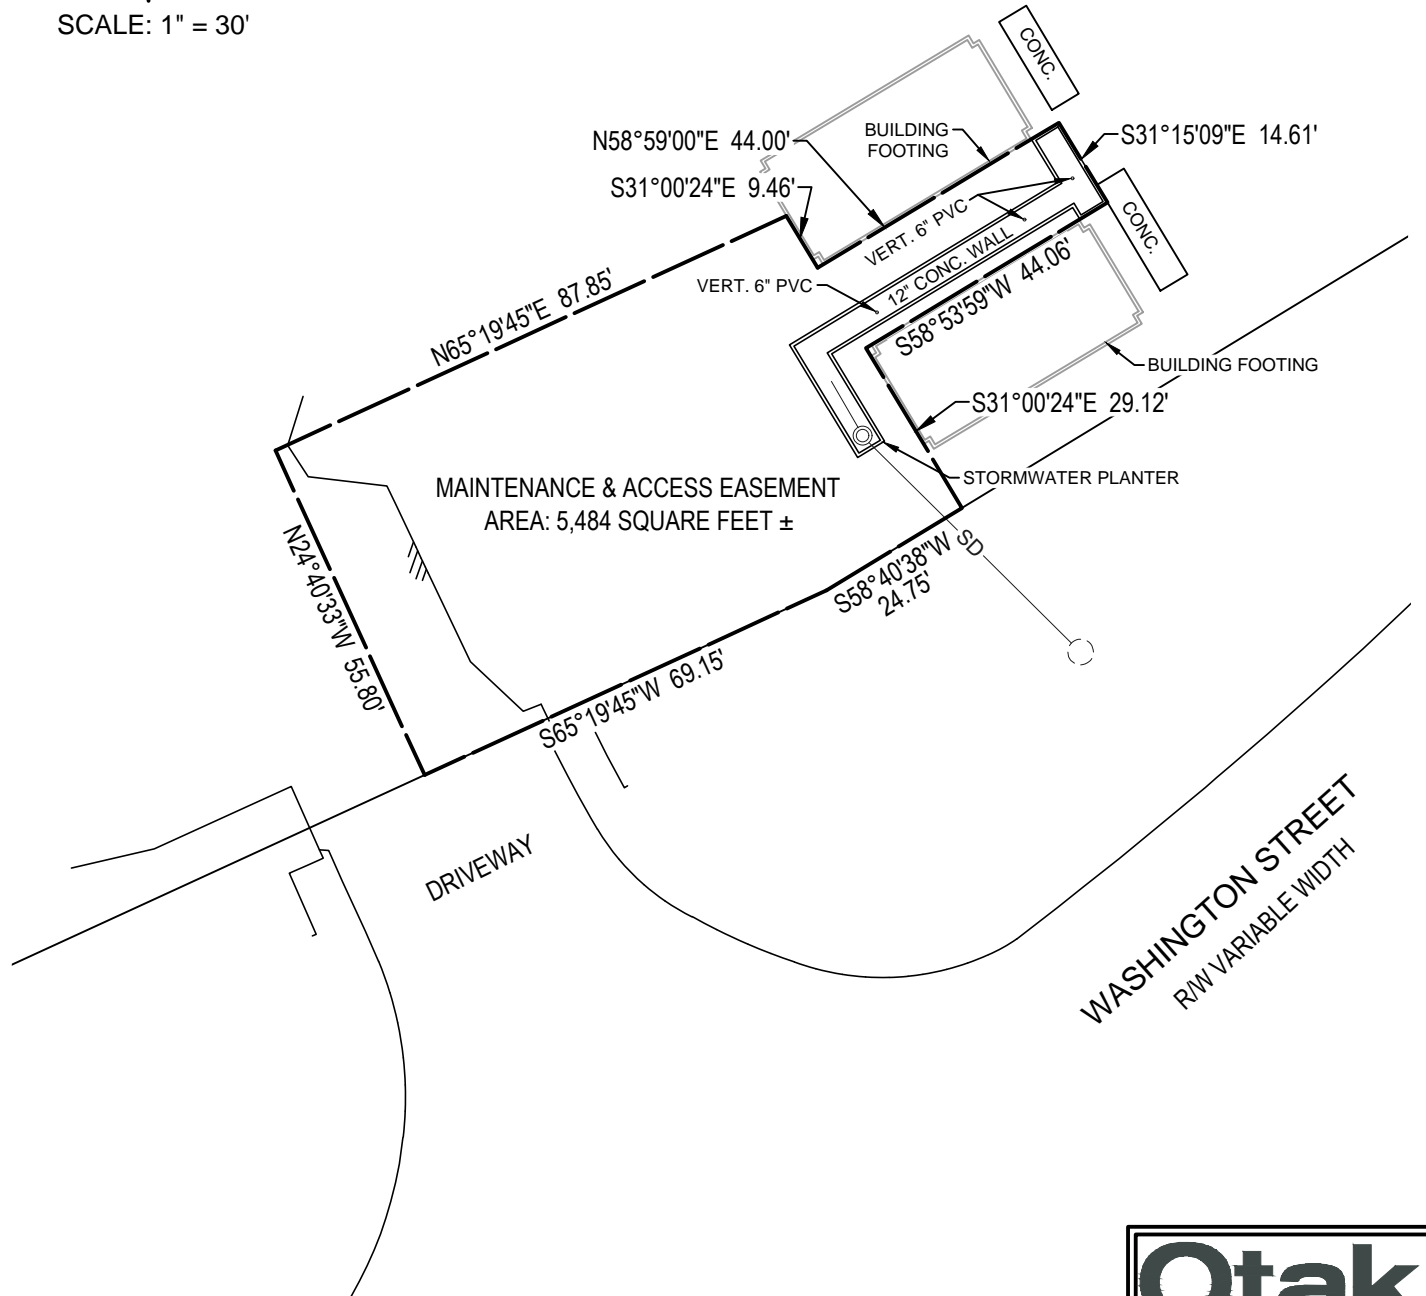 SCALE: 1" = 30'
CONC.
N58°59'00"E 44.00'
BUILDING
FOOTING
S31°15'09"E 14.61'
S31°00'24"E 9.46'
VERT. 6" PVC
CONC.
N65°19'45"E 87.85'
VERT. 6" PVC
12" CONC. WALL
S58°53'59"W 44.06'
BUILDING FOOTING
S31°00'24"E 29.12'
STORMWATER PLANTER
MAINTENANCE & ACCESS EASEMENT
AREA: 5,484 SQUARE FEET ±
N24°40'33"W 55.80'
SD
S58°40'38"W
24.75'
S65°19'45"W 69.15'
DRIVEWAY
WASHINGTON STREET
R/W VARIABLE WIDTH
Otak